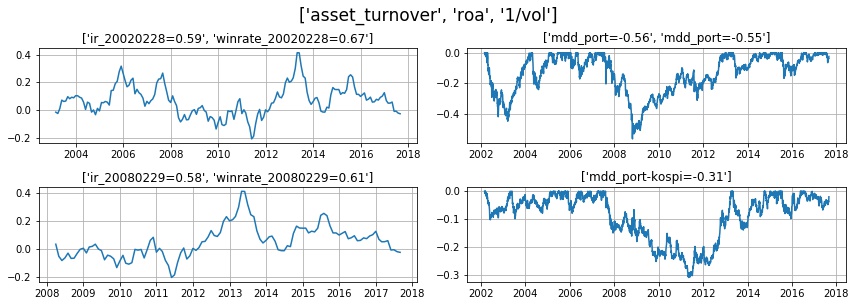 ['asset_turnover', 'roa', '1/vol']
['ir_20020228=0.59', 'winrate_20020228=0.67']
0.4
0.2
0.0
−0.2
2004 2006 2008 2010 2012 2014 2016 2018
['mdd_port=-0.56', 'mdd_port=-0.55']
0.0
−0.2
−0.4
2002 2004 2006 2008 2010 2012 2014 2016 2018
['ir_20080229=0.58', 'winrate_20080229=0.61']
0.4
0.2
0.0
−0.2
2008 2009 2010 2011 2012 2013 2014 2015 2016 2017 2018
['mdd_port-kospi=-0.31']
0.0
−0.1
−0.2
−0.3
2002 2004 2006 2008 2010 2012 2014 2016 2018